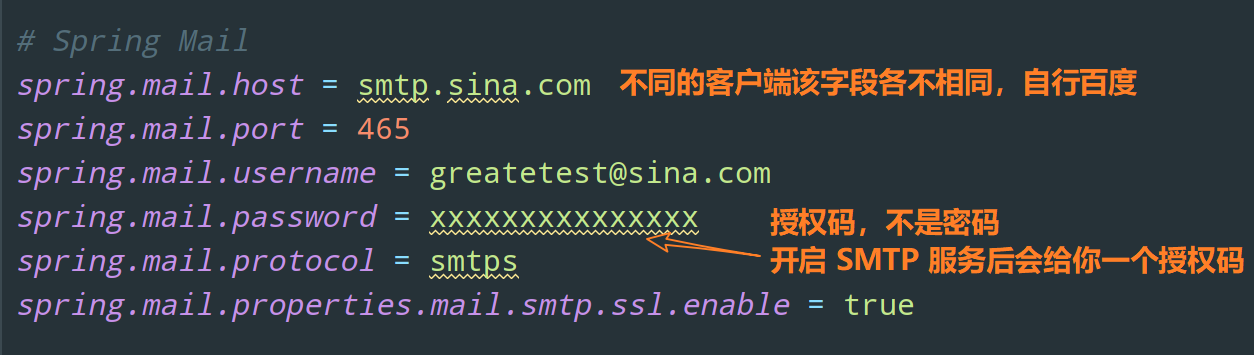 # Spring Mail
spring.mail.host = smtp.sina.com 不同的客户端该字段各不相同，自行百度
spring.mail.port = 465
spring.mail.username = greatetest@sina.com
spring.mail.password = xxxxxxxxxxxxxxx 授权码，不是密码
spring.mail.protocol = smtps 开启 SMTP 服务后会给你一个授权码
spring.mail.properties.mail.smtp.ssl.enable = true